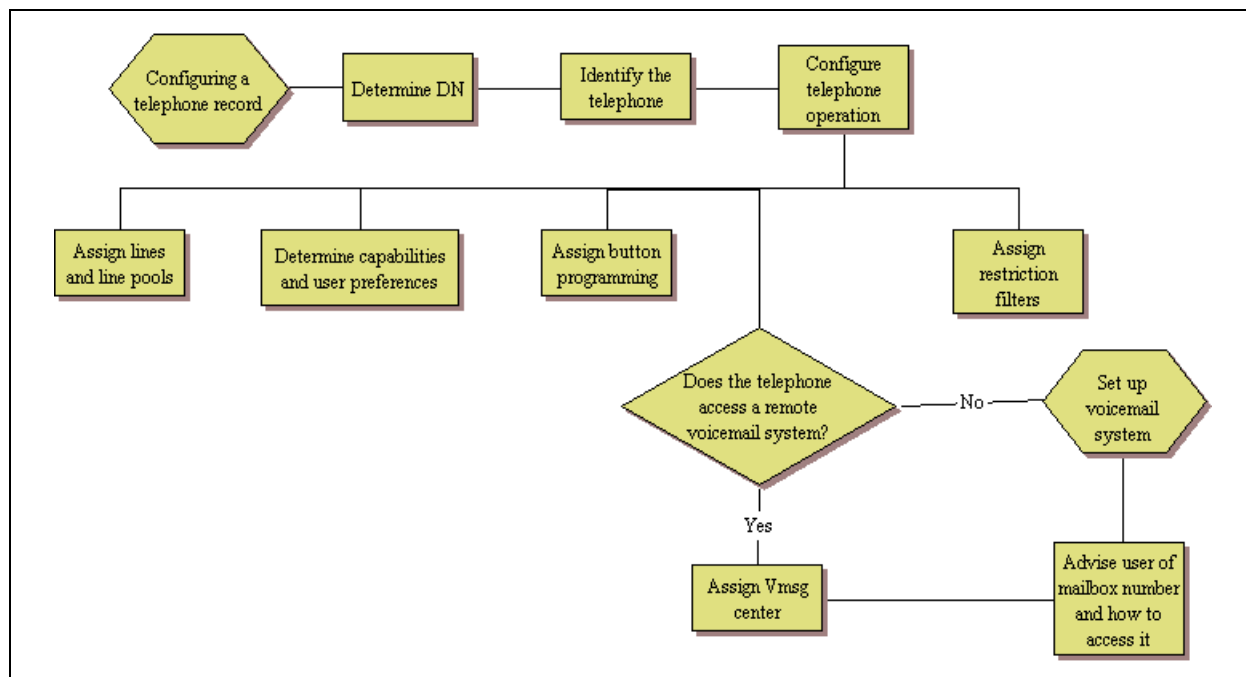 Configuring a
telephone record
Determine DN
Identify the
telephone
Configure
telephone
operation
Assign lines
and line pools
Determine capabilities
and user preferences
Assign button
programming
Assign
restriction
filters
Does the telephone
access a remote
voicemail system?
No
Set up
voicemail
system
Yes
Assign Vmsg
center
Advise user of
mailbox number
and how to
access it